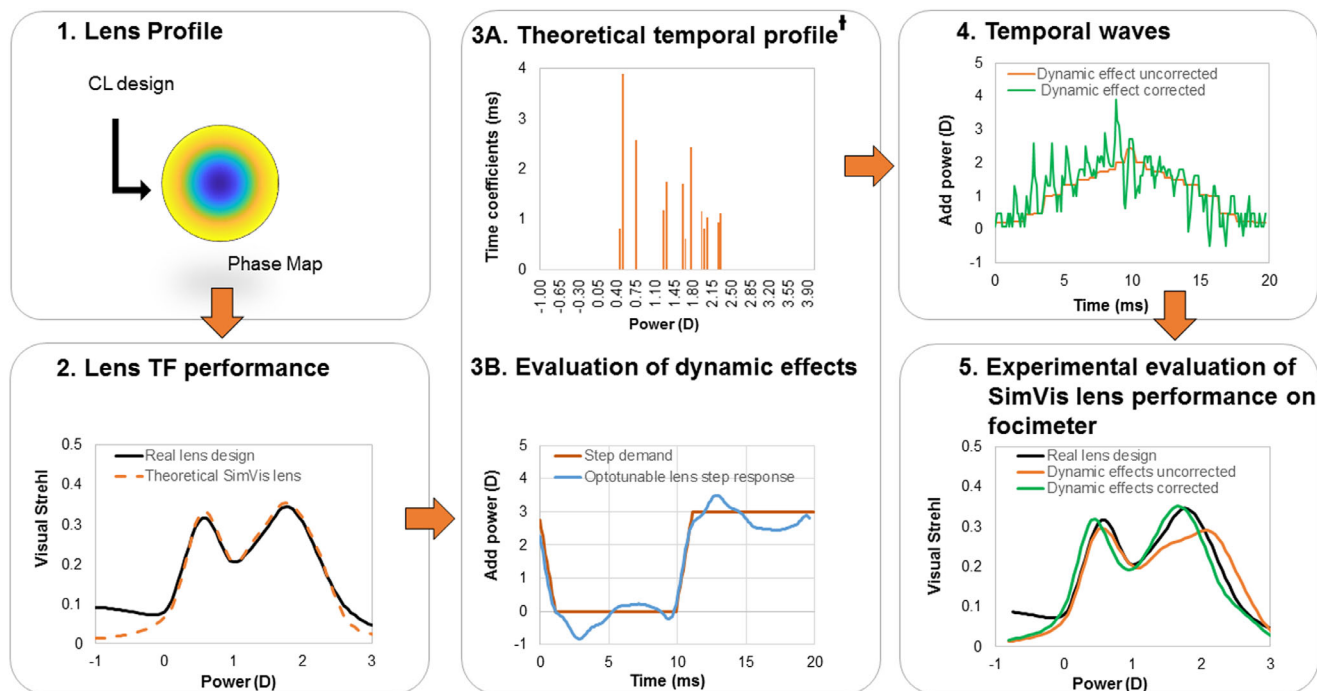 1. Lens Profile
CL design
Phase Map
2. Lens TF performance
Real lens design
Theoretical SimVis lens
Visual Strehl
0.5
0.4
0.3
0.2
0.1
0
-1 0 1 2 3
Power (D)
3A. Theoretical temporal profile†
Time coefficients (ms)
4
3
2
1
0
-1.00 -0.65 -0.30 0.05 0.40 0.75 1.10 1.45 1.80 2.15 2.50 2.85 3.20 3.55 3.90
Power (D)
3B. Evaluation of dynamic effects
Step demand
Optotunable lens step response
Add power (D)
5
4
3
2
1
0
-1
0 10 20
Time (ms)
4. Temporal waves
Dynamic effect uncorrected
Dynamic effect corrected
Add power (D)
5
4
3
2
1
0
-1
0 5 10 15 20
Time (ms)
5. Experimental evaluation of
SimVis lens performance on
focimeter
Real lens design
Dynamic effects uncorrected
Dynamic effects corrected
Visual Strehl
0.5
0.4
0.3
0.2
0.1
0
-1 0 1 2 3
Power (D)